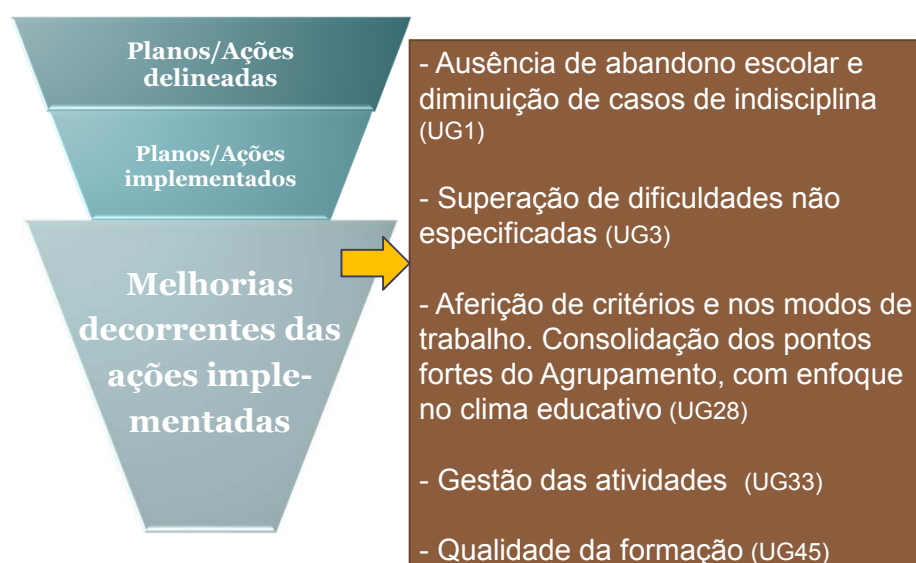 Planos/Ações
delineadas
Planos/Ações
implementados
Melhorias
decorrentes das
ações imple-
mentadas
- Ausência de abandono escolar e
diminuição de casos de indisciplina
(UG1)
- Superação de dificuldades não
especificadas (UG3)
- Aferição de critérios e nos modos de
trabalho. Consolidação dos pontos
fortes do Agrupamento, com enfoque
no clima educativo (UG28)
- Gestão das atividades (UG33)
- Qualidade da formação (UG45)